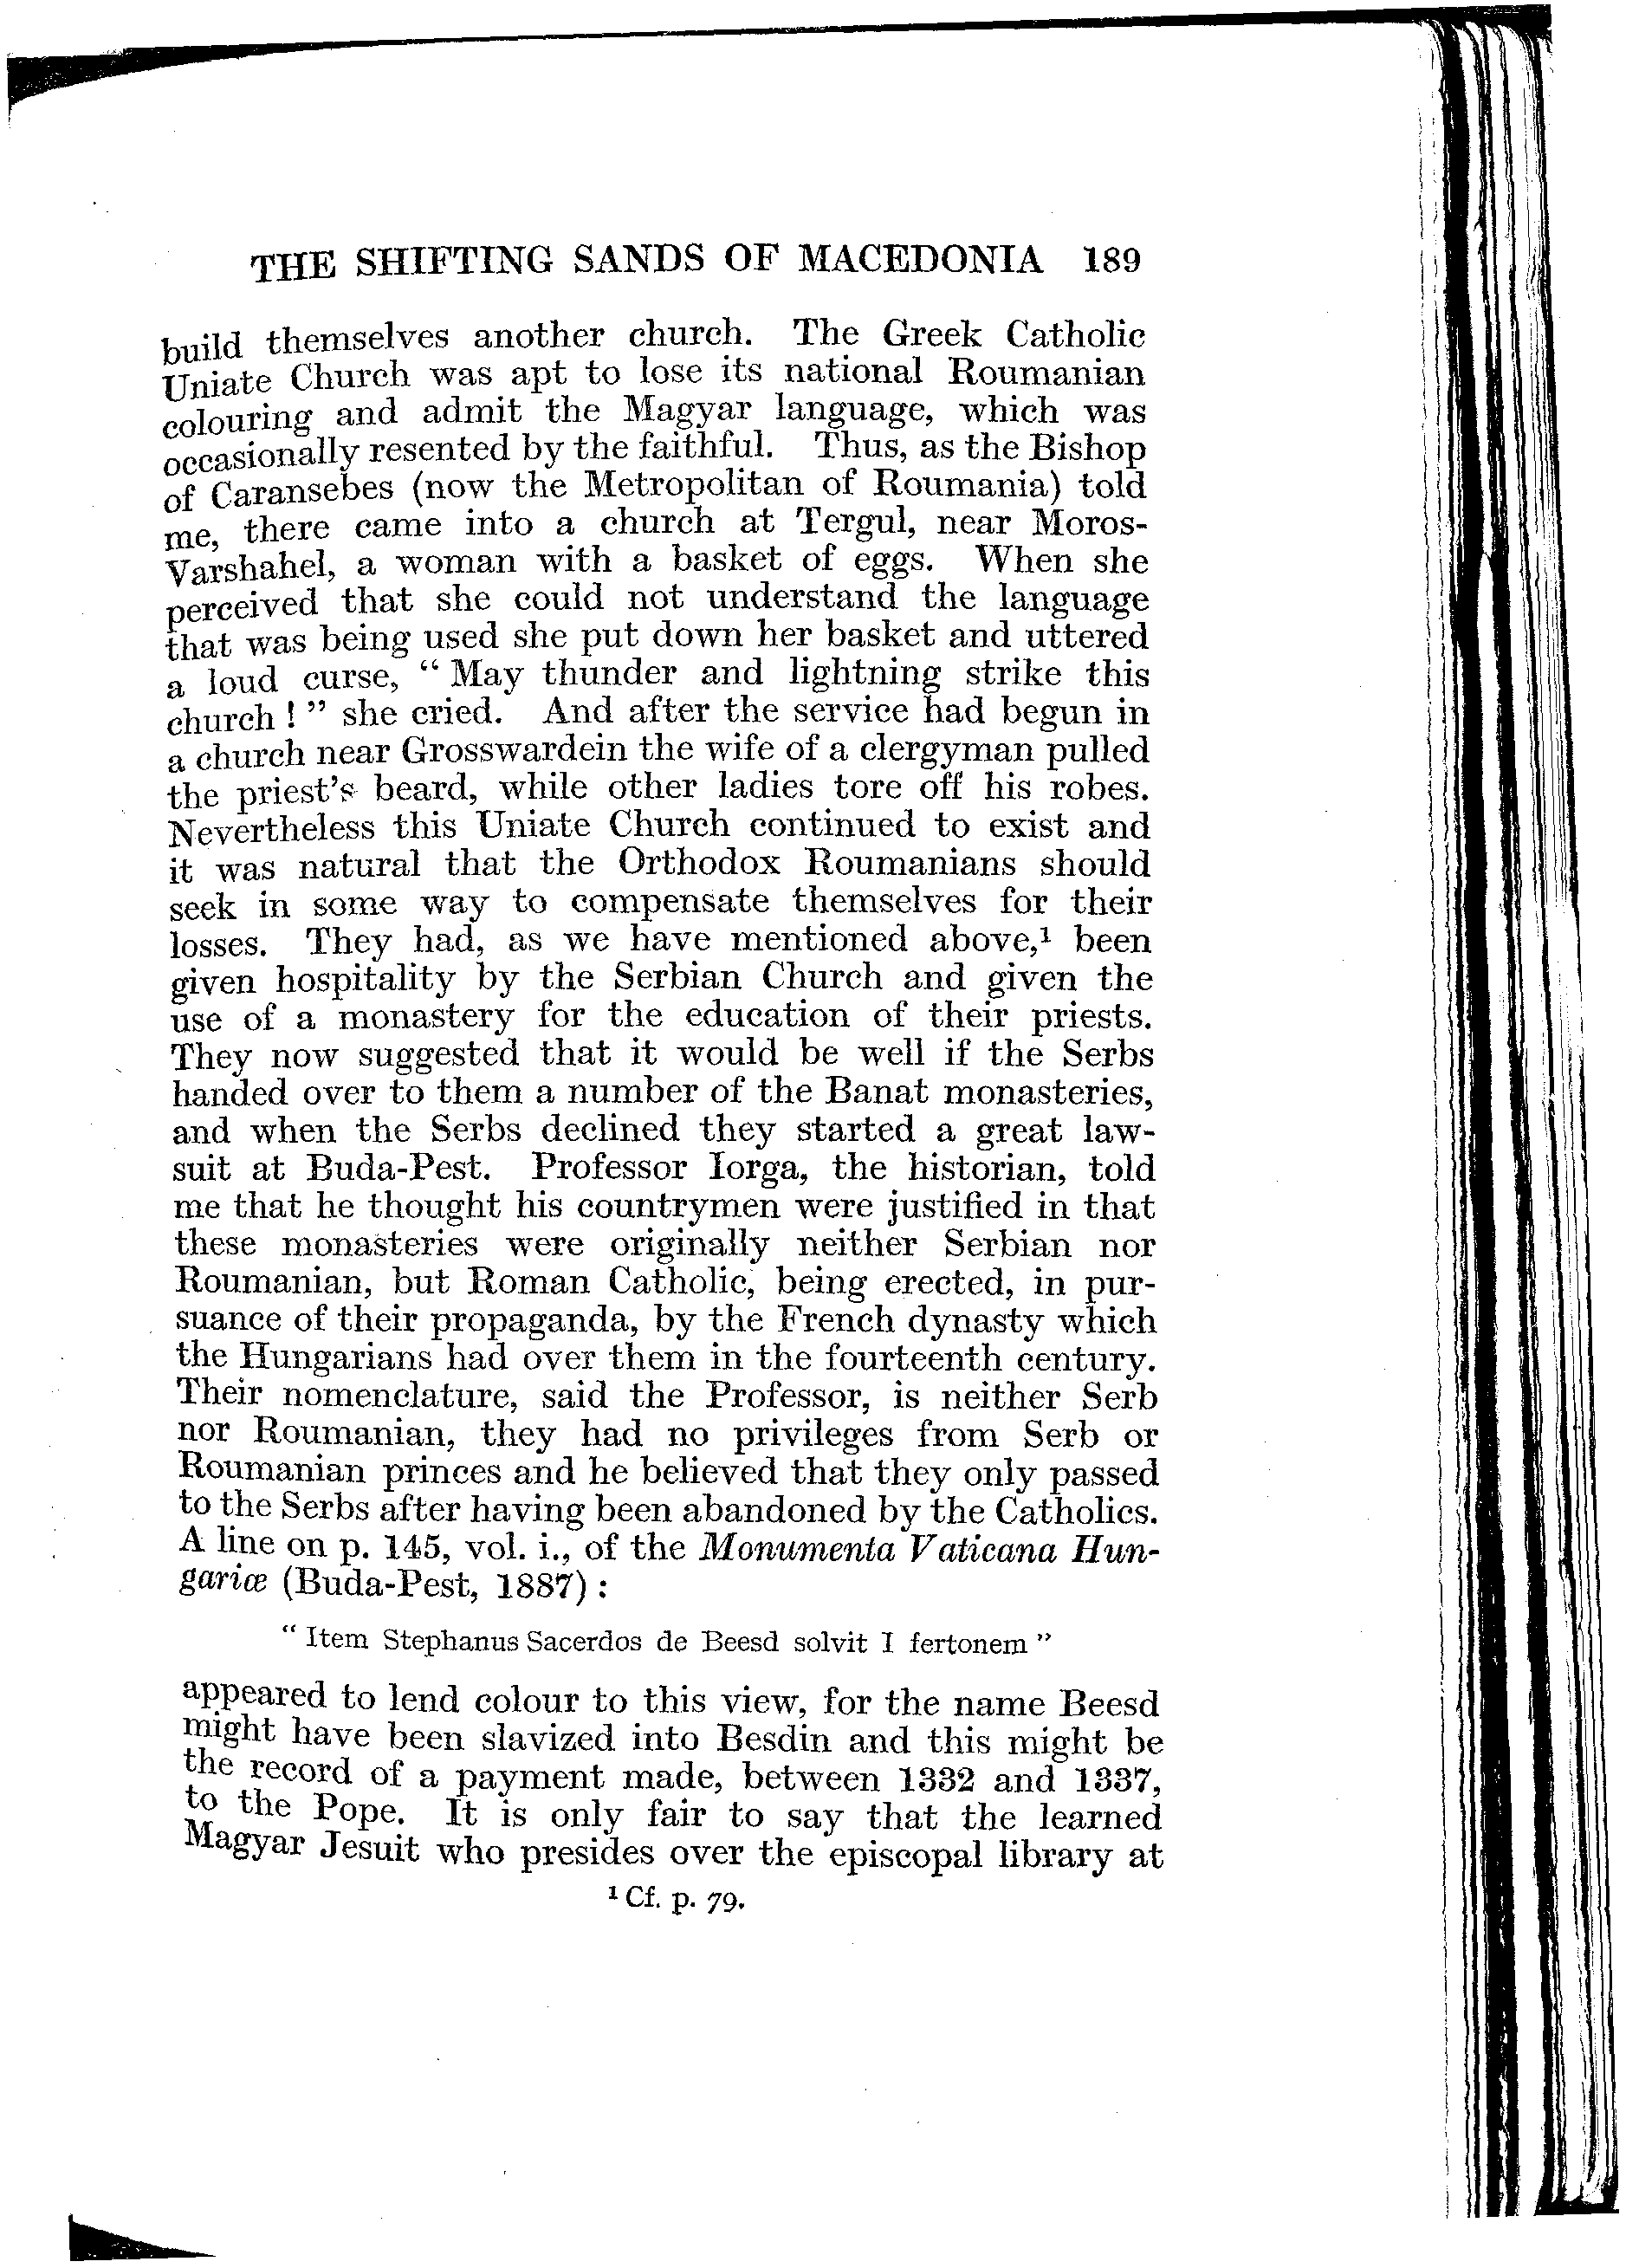 THE SHIFTING SANDS OF MACEDONIA 189
build themselves another church. The Greek Catholic
Uniate Church was apt to lose its national Roumanian
colouring and admit the Magyar language, which was
occasionally resented by the faithful. Thus, as the Bishop
of Caransebes (now the Metropolitan of Roumania) told
me, there came into a church at Tergul, near Moros-
Varshahel, a woman with a basket of eggs. When she
perceived that she could not understand the language
that was being used she put down her basket and uttered
a loud curse, “ May thunder and lightning strike this
church ! ” she cried. And after the service had begun in
a church near Grosswardein the wife of a clergyman pulled
the priest's beard, while other ladies tore off his robes.
Nevertheless this Uniate Church continued to exist and
it was natural that the Orthodox Roumanians should
seek in some way to compensate themselves for their
losses. They had, as we have mentioned above,¹ been
given hospitality by the Serbian Church and given the
use of a monastery for the education of their priests.
They now suggested that it would be well if the Serbs
handed over to them a number of the Banat monasteries,
and when the Serbs declined they started a great law-
suit at Buda-Pest. Professor Iorga, the historian, told
me that he thought his countrymen were justified in that
these monasteries were originally neither Serbian nor
Roumanian, but Roman Catholic, being erected, in pur-
suance of their propaganda, by the French dynasty which
the Hungarians had over them in the fourteenth century.
Their nomenclature, said the Professor, is neither Serb
nor Roumanian, they had no privileges from Serb or
Roumanian princes and he believed that they only passed
to the Serbs after having been abandoned by the Catholics.
A line on p. 145, vol. i., of the Monumenta Vaticana Hun-
gariœ (Buda-Pest, 1887) :
“ Item Stephanus Sacerdos de Beesd solvit I fertonem ”
appeared to lend colour to this view, for the name Beesd
might have been slavized into Besdin and this might be
the record of a payment made, between 1332 and 1337,
to the Pope. It is only fair to say that the learned
Magyar Jesuit who presides over the episcopal library at
¹ Cf. p. 79.